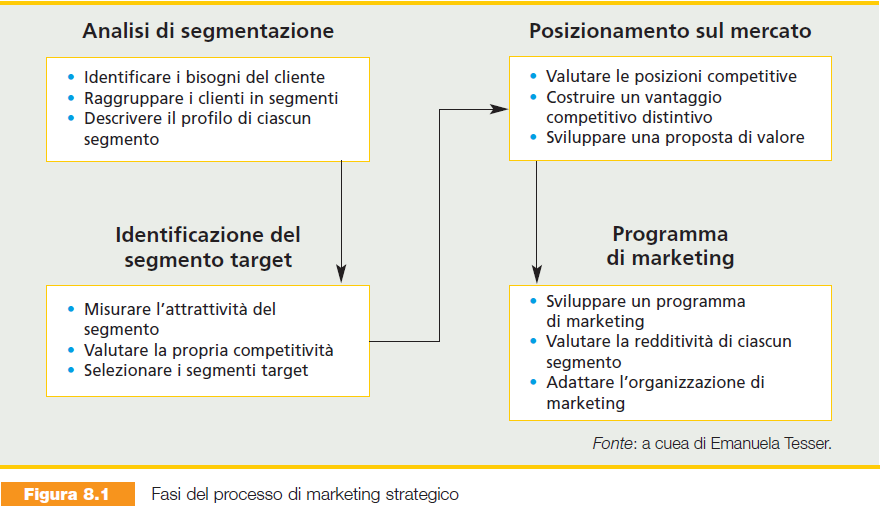 Analisi di segmentazione
• Identificare i bisogni del cliente
• Raggruppare i clienti in segmenti
• Descrivere il profilo di ciascun
segmento
Identificazione del
segmento target
• Misurare l'attrattività del
segmento
• Valutare la propria competitività
• Selezionare i segmenti target
Posizionamento sul mercato
• Valutare le posizioni competitive
• Costruire un vantaggio
competitivo distintivo
• Sviluppare una proposta di valore
Programma
di marketing
• Sviluppare un programma
di marketing
• Valutare la redditività di ciascun
segmento
• Adattare l'organizzazione di
marketing
Fonte: a cuea di Emanuela Tesser.
Figura 8.1 Fasi del processo di marketing strategico